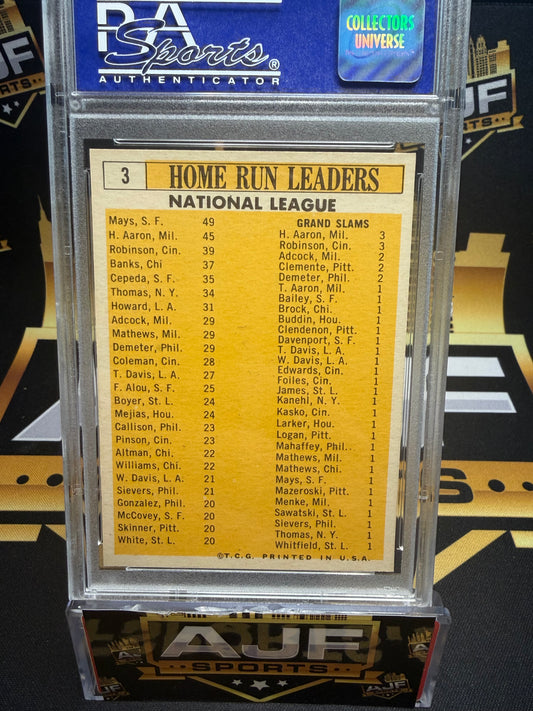 PSA
Sports®
AUTHENTICATOR
COLLECTORS
UNIVERSE
AJF
SPORTS
AJF
SPORTS
3 HOME RUN LEADERS
NATIONAL LEAGUE
Mays, S. F. 49
H. Aaron, Mil. 45
Robinson, Cin. 39
Banks, Chi 37
Cepeda, S. F. 35
Thomas, N. Y. 34
Howard, L. A. 31
Adcock, Mil. 29
Mathews, Mil. 29
Demeter, Phil. 29
Coleman, Cin. 28
T. Davis, L. A. 27
F. Alou, S. F. 25
Boyer, St. L. 24
Mejias, Hou. 24
Callison, Phil. 23
Pinson, Cin. 23
Altman, Chi. 22
Williams, Chi. 22
W. Davis, L. A. 21
Sievers, Phil. 21
Gonzalez, Phil. 20
McCovey, S. F. 20
Skinner, Pitt. 20
White, St. L. 20
GRAND SLAMS
H. Aaron, Mil. 3
Robinson, Cin. 3
Adcock, Mil. 2
Clemente, Pitt. 2
Demeter, Phil. 2
T. Aaron, Mil. 1
Bailey, S. F. 1
Brock, Chi. 1
Buddin, Hou. 1
Clendenon, Pitt. 1
Davenport, S. F. 1
T. Davis, L. A. 1
W. Davis, L. A. 1
Edwards, Cin. 1
Foiles, Cin. 1
James, St. L. 1
Kanehl, N. Y. 1
Kasko, Cin. 1
Larker, Hou. 1
Logan, Pitt. 1
Mahaffey, Phil. 1
Mathews, Mil. 1
Mathews, Chi. 1
Mays, S. F. 1
Mazeroski, Pitt. 1
Menke, Mil. 1
Sawatski, St. L. 1
Sievers, Phil. 1
Thomas, N. Y. 1
Whitfield, St. L. 1
©T.C.G. PRINTED IN U.S.A.
AJF
SPORTS
AJF
SPORTS
AJF
SPORTS